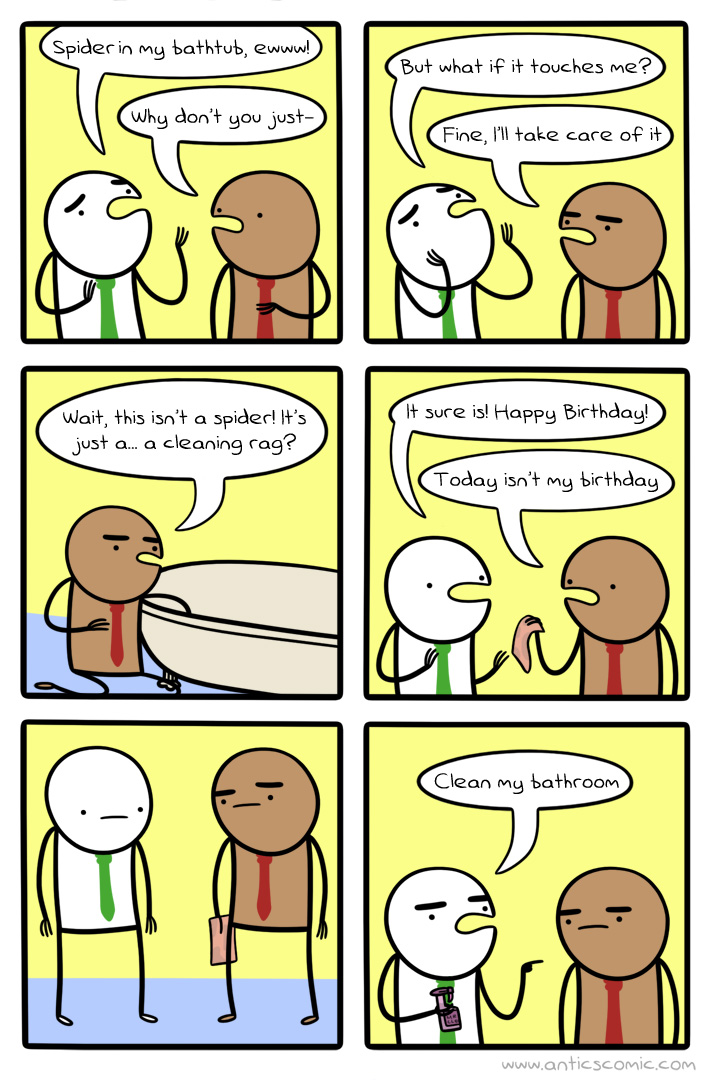 Spider in my bathtub, ewww!
Why don't you just-
But what if it touches me?
Fine, I'll take care of it
Wait, this isn't a spider! It's
just a... a cleaning rag?
It sure is! Happy Birthday!
Today isn't my birthday
Clean my bathroom
www.anticscomic.com